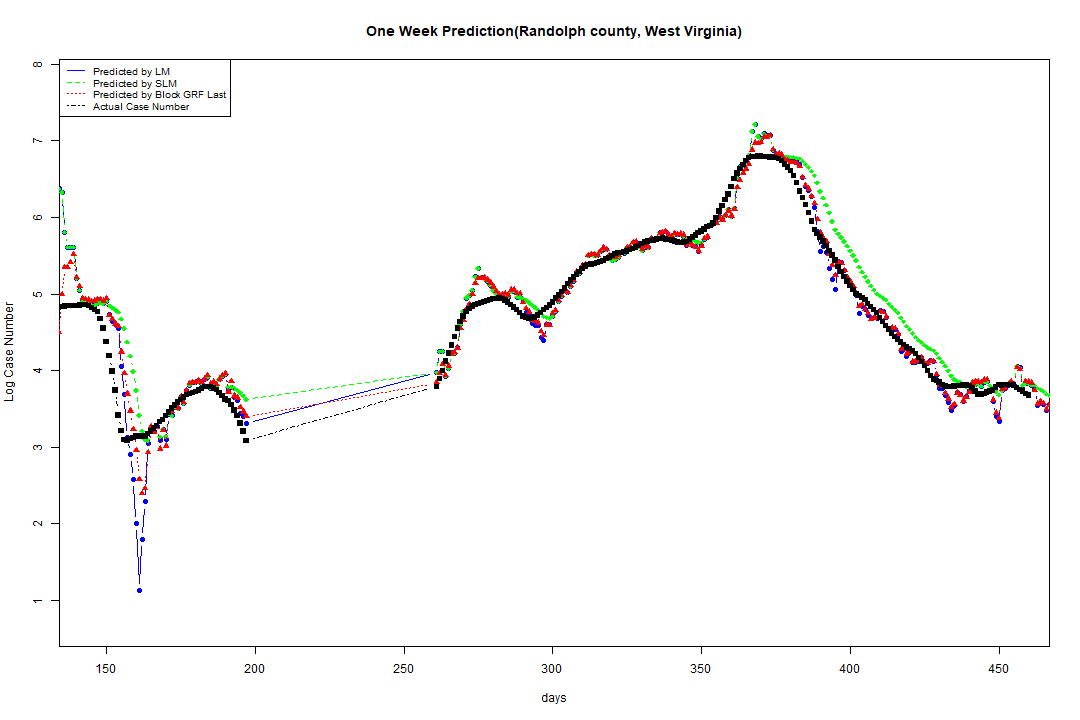 One Week Prediction(Randolph county, West Virginia)
Predicted by LM
Predicted by SLM
Predicted by Block GRF Last
Actual Case Number
Log Case Number
8
7
6
5
4
3
2
1
150 200 250 300 350 400 450
days